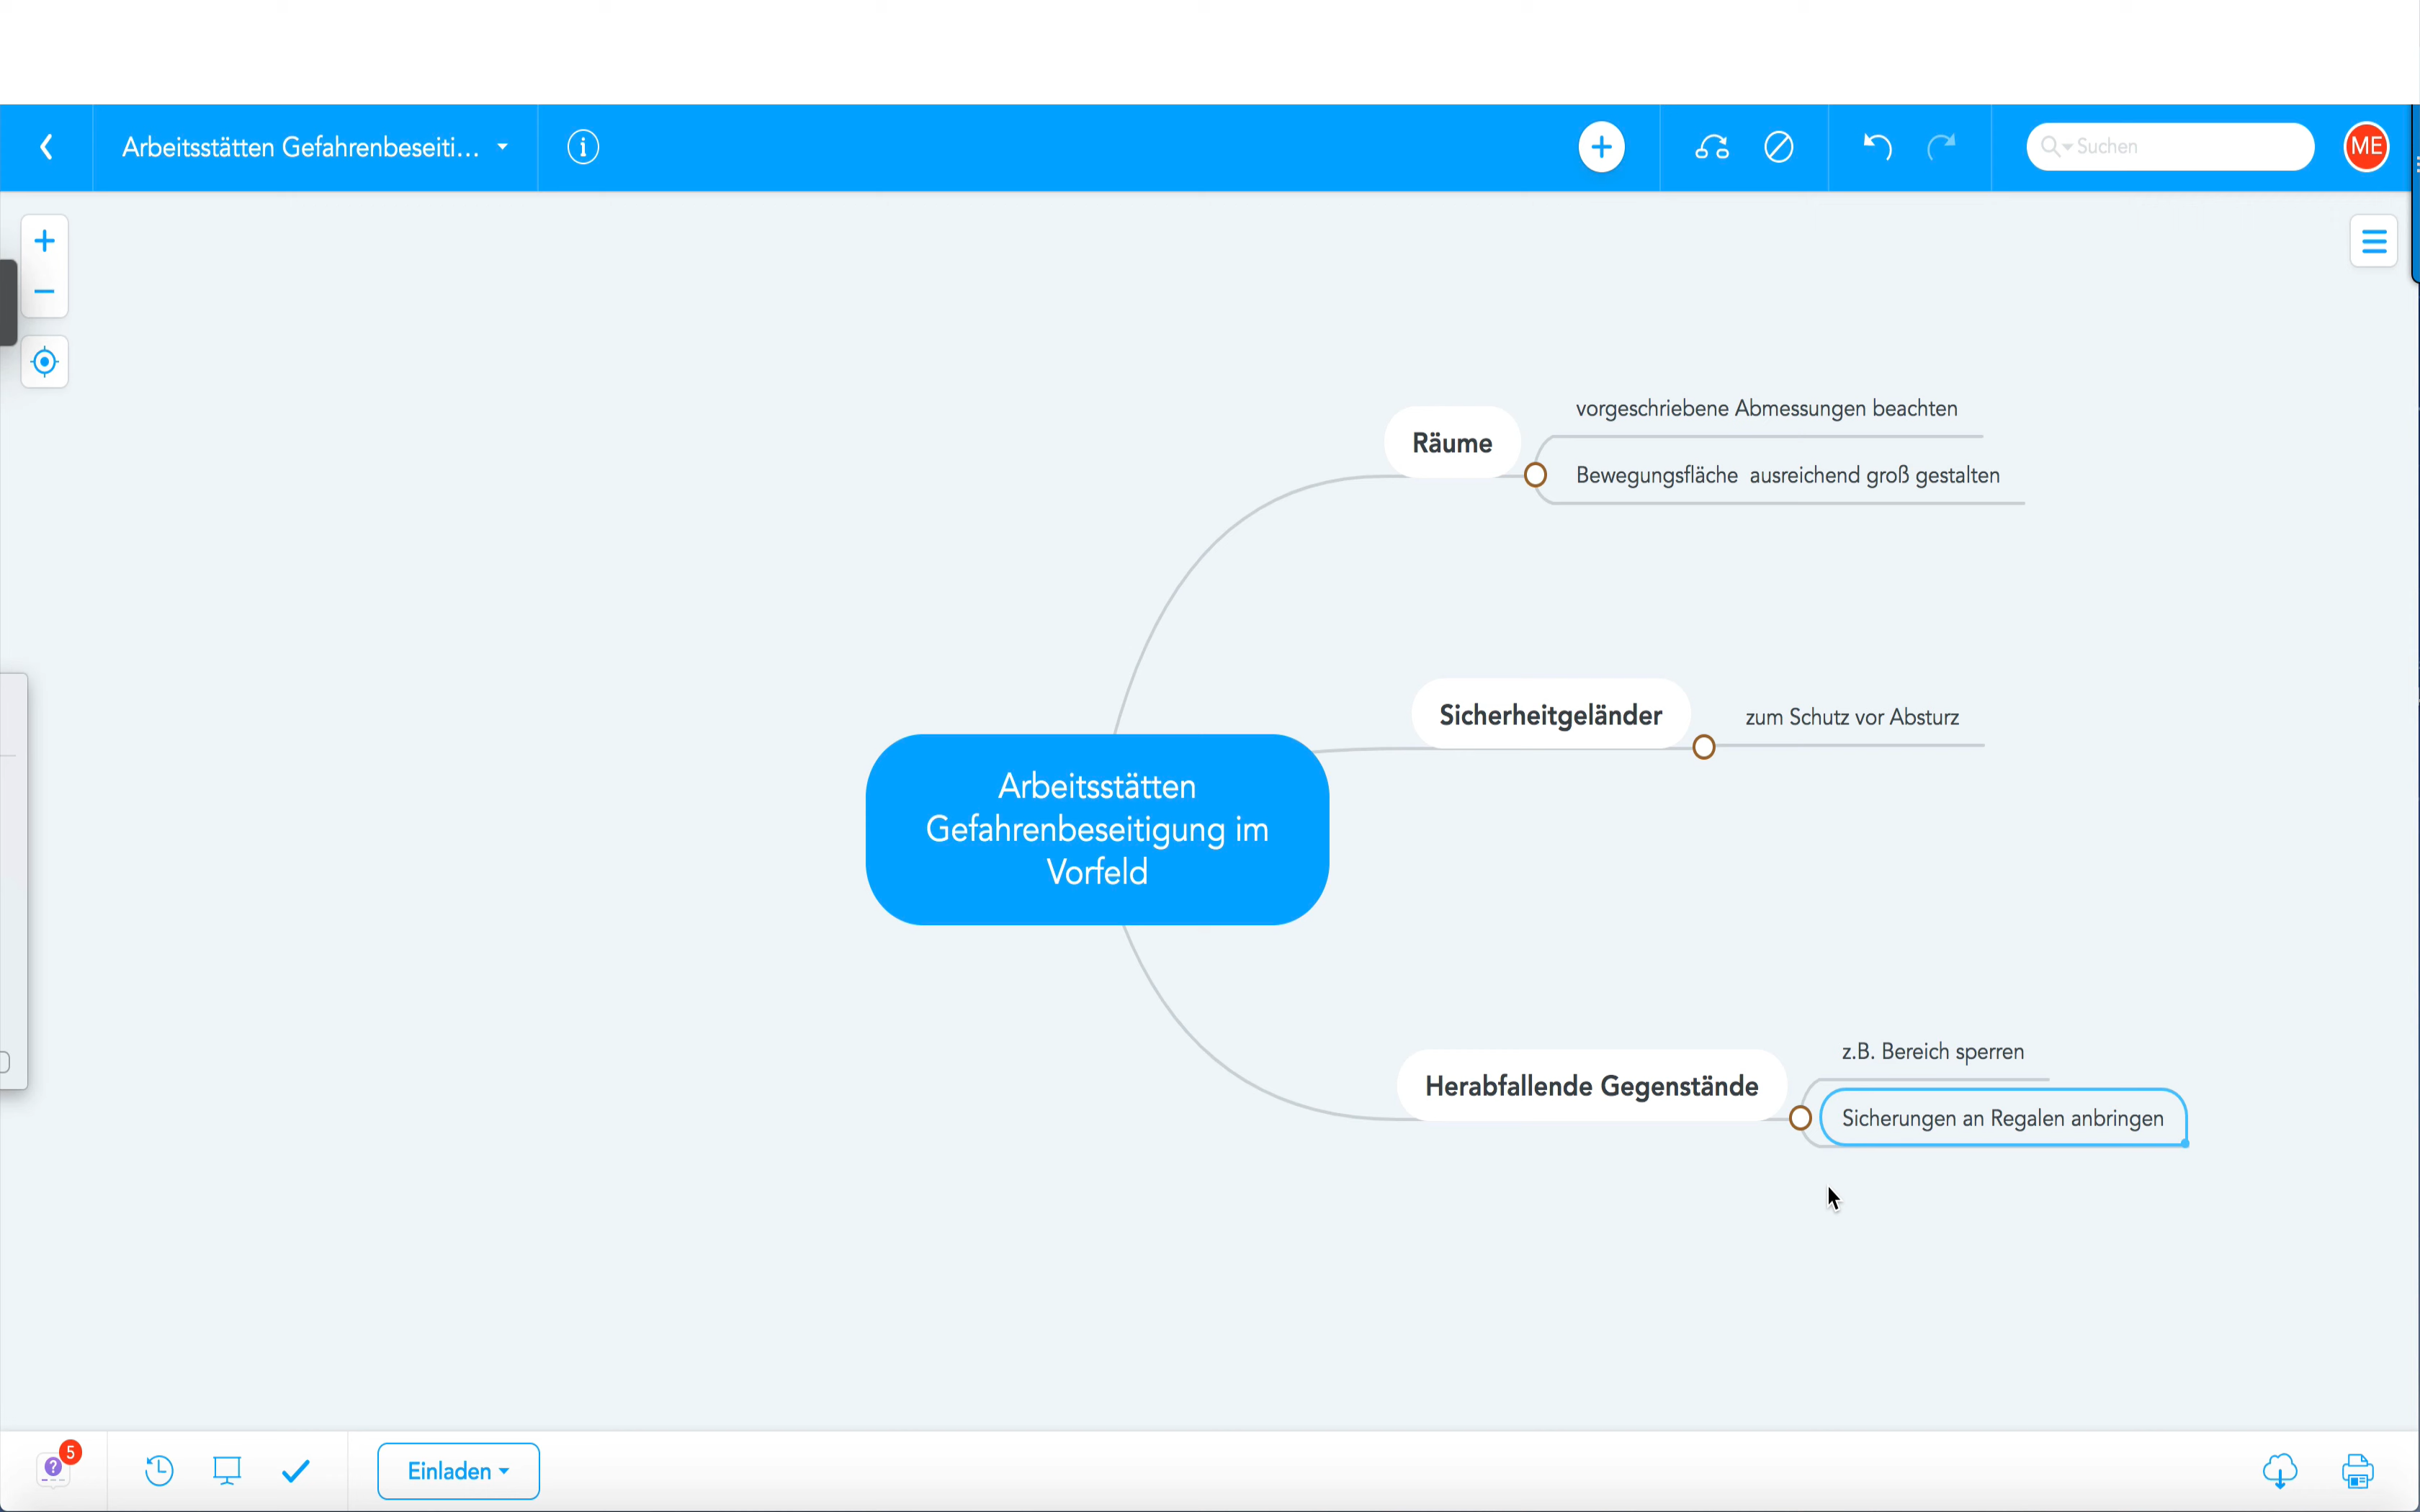 Arbeitsstätten Gefahrenbeseiti...
Suchen
ME
vorgeschriebene Abmessungen beachten
Räume
Bewegungsfläche ausreichend groß gestalten
Sicherheitgeländer
zum Schutz vor Absturz
Arbeitsstätten
Gefahrenbeseitigung im
Vorfeld
z.B. Bereich sperren
Herabfallende Gegenstände
Sicherungen an Regalen anbringen
5
Einladen